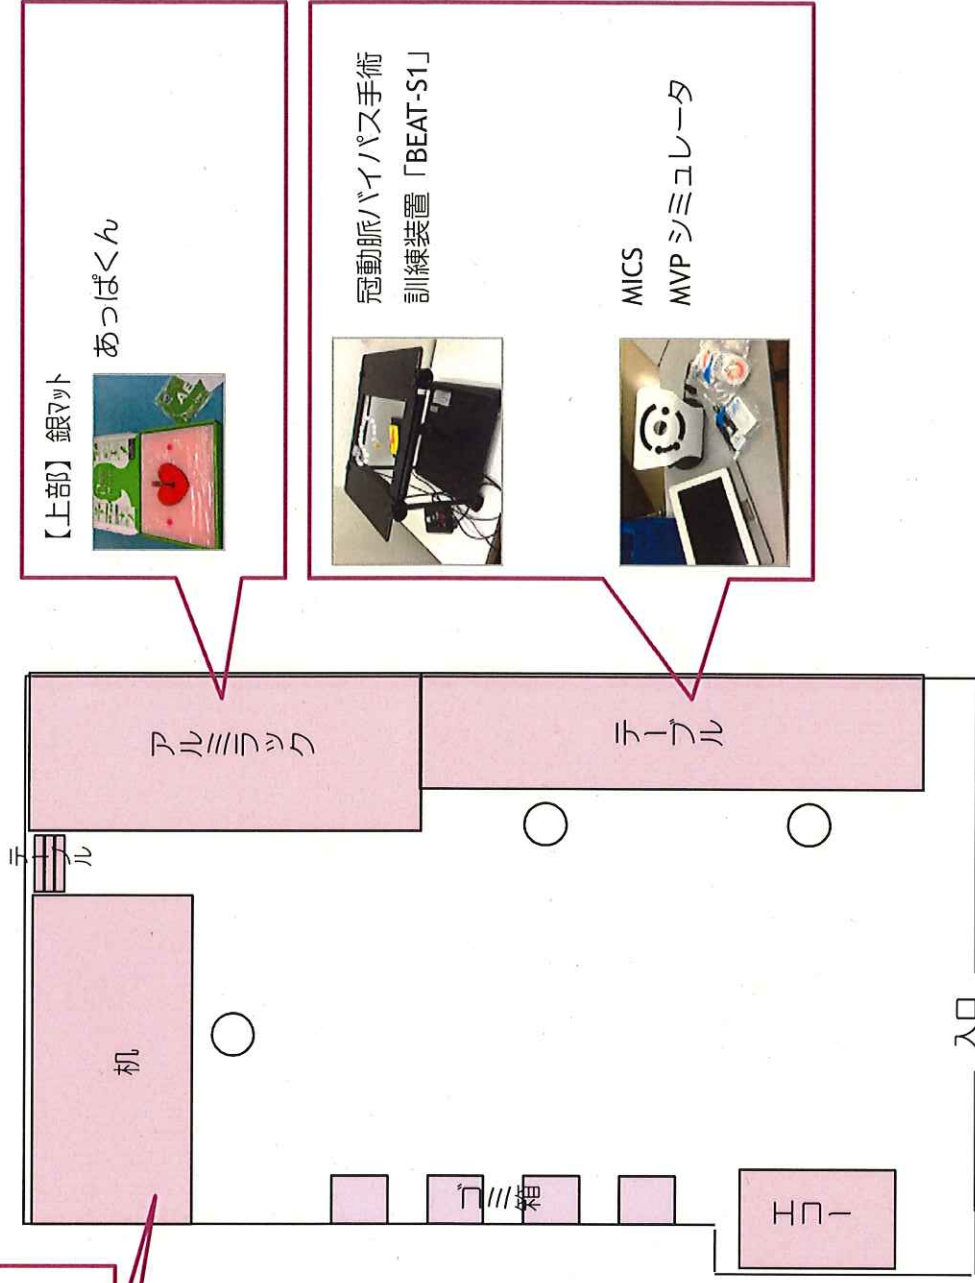 【上部】 銀マット
あっぱくん
冠動脈バイパス手術
訓練装置「BEAT-S1」
MICS
MVP シミュレータ
アルミラック
テーブル
テーブル
机
ゴミ箱
エコー
入口